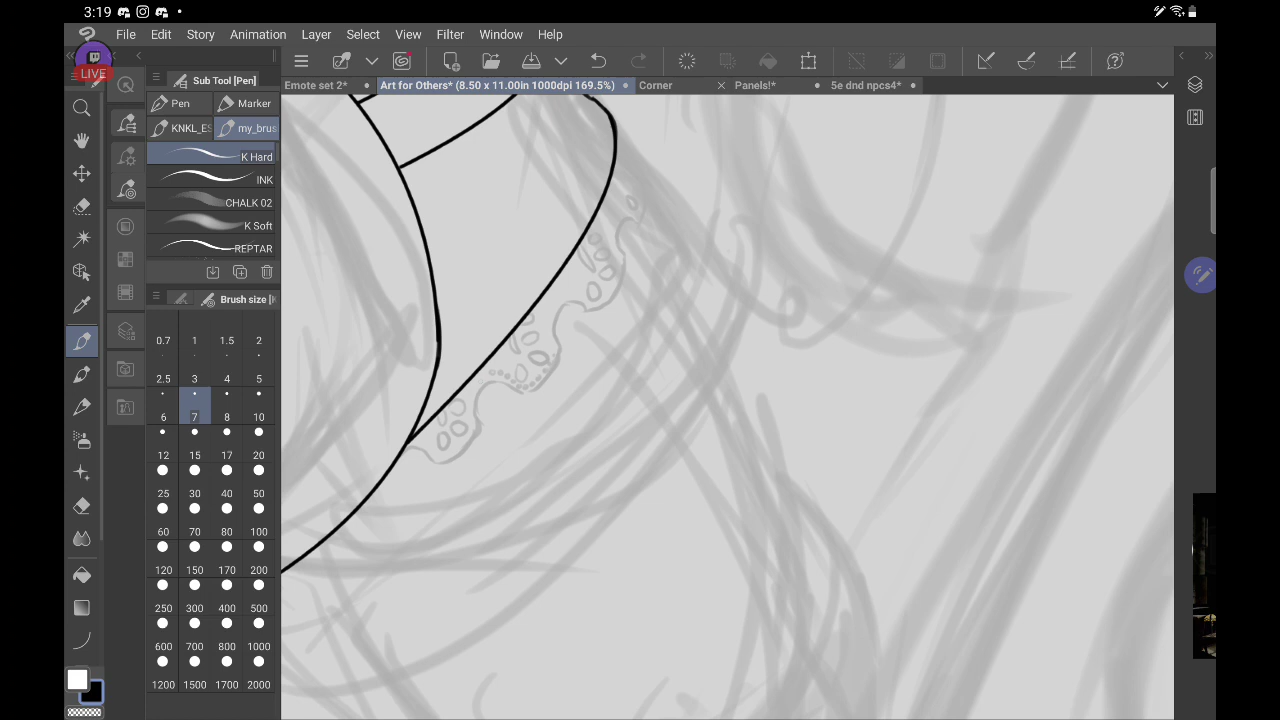 3:19
File Edit Story Animation Layer Select View Filter Window Help
LIVE
Sub Tool [Pen]
Emote set 2* Art for Others* (8.50 x 11.00in 1000dpi 169.5%) Corner Panels!* 5e dnd npcs4*
Pen Marker
KNKL_ES my_brus
K Hard
INK
CHALK 02
K Soft
REPTAR
Brush size
0.7 1 1.5 2
2.5 3 4 5
6 7 8 10
12 15 17 20
25 30 40 50
60 70 80 100
120 150 170 200
250 300 400 500
600 700 800 1000
1200 1500 1700 2000